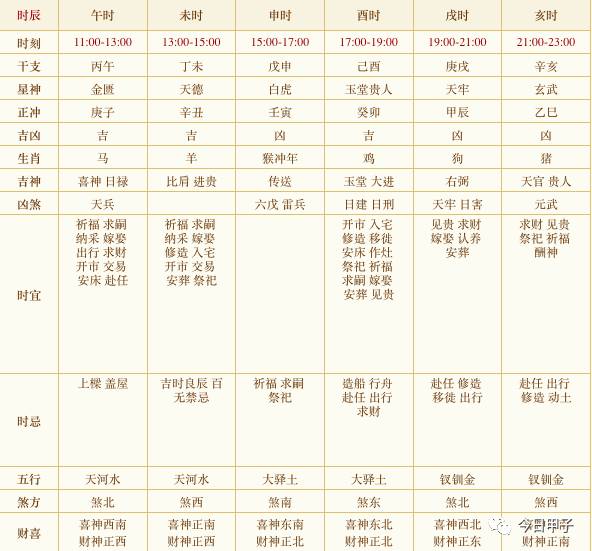 时辰 午时 未时 申时 酉时 戌时 亥时
时刻 11:00-13:00 13:00-15:00 15:00-17:00 17:00-19:00 19:00-21:00 21:00-23:00
干支 丙午 丁未 戊申 己酉 庚戌 辛亥
星神 金匮 天德 白虎 玉堂贵人 天牢 玄武
正冲 庚子 辛丑 壬寅 癸卯 甲辰 乙巳
吉凶 吉 吉 凶 吉 凶 凶
生肖 马 羊 猴冲年 鸡 狗 猪
吉神 喜神 日禄 比肩 进贵 传送 玉堂 大进 右弼 天官 贵人
凶煞 天兵 六戊 雷兵 日建 日刑 天牢 日害 元武
时宜
祈福 求嗣
纳采 嫁娶
出行 求财
开市 交易
安床 赴任
祈福 求嗣
纳采 嫁娶
修造 入宅
开市 交易
安葬 祭祀
开市 入宅
修造 移徙
安床 作灶
祭祀 祈福
求嗣 嫁娶
安葬 见贵
见贵 求财
嫁娶 认养
安葬
求财 见贵
祭祀 祈福
酬神
时忌
上樑 盖屋
吉时良辰 百
无禁忌
祈福 求嗣
祭祀
造船 行舟
赴任 出行
求财
赴任 修造
移徙 出行
赴任 出行
修造 动土
五行 天河水 天河水 大驿土 大驿土 钗钏金 钗钏金
煞方 煞北 煞西 煞南 煞东 煞北 煞西
财喜
喜神西南
财神正西
喜神正南
财神正西
喜神东南
财神正北
喜神东北
财神正北
喜神西北
财神正东
财神正南
今日甲子